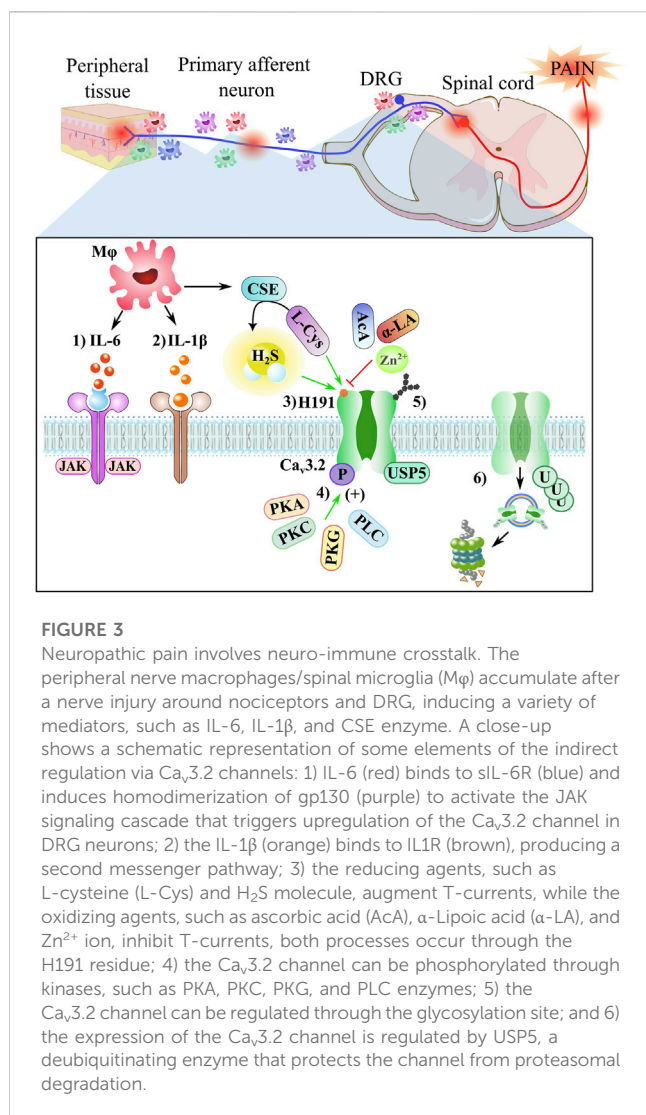 Peripheral
tissue
Primary afferent
neuron
DRG
Spinal cord
PAIN
Mφ
CSE
L-Cys
AcA
α-LA
1) IL-6
2) IL-1β
H₂S
Zn²⁺
3) H191
5)
JAK
JAK
Caᵥ3.2
P
USP5
4)
(+)
6)
U
U
U
PKA
PKC
PKG
PLC
FIGURE 3
Neuropathic pain involves neuro-immune crosstalk. The
peripheral nerve macrophages/spinal microglia (Mφ) accumulate after
a nerve injury around nociceptors and DRG, inducing a variety of
mediators, such as IL-6, IL-1β, and CSE enzyme. A close-up
shows a schematic representation of some elements of the indirect
regulation via Caᵥ3.2 channels: 1) IL-6 (red) binds to sIL-6R (blue) and
induces homodimerization of gp130 (purple) to activate the JAK
signaling cascade that triggers upregulation of the Caᵥ3.2 channel in
DRG neurons; 2) the IL-1β (orange) binds to IL1R (brown), producing a
second messenger pathway; 3) the reducing agents, such as
L-cysteine (L-Cys) and H₂S molecule, augment T-currents, while the
oxidizing agents, such as ascorbic acid (AcA), α-Lipoic acid (α-LA), and
Zn²⁺ ion, inhibit T-currents, both processes occur through the
H191 residue; 4) the Caᵥ3.2 channel can be phosphorylated through
kinases, such as PKA, PKC, PKG, and PLC enzymes; 5) the
Caᵥ3.2 channel can be regulated through the glycosylation site; and 6)
the expression of the Caᵥ3.2 channel is regulated by USP5, a
deubiquitinating enzyme that protects the channel from proteasomal
degradation.